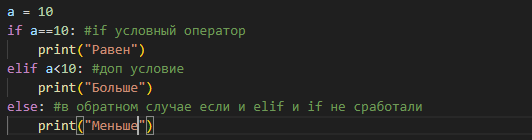 a = 10
if a==10: #if условный оператор
    print("Равен")
elif a<10: #доп условие
    print("Больше")
else: #в обратном случае если и elif и if не сработали
    print("Меньше")